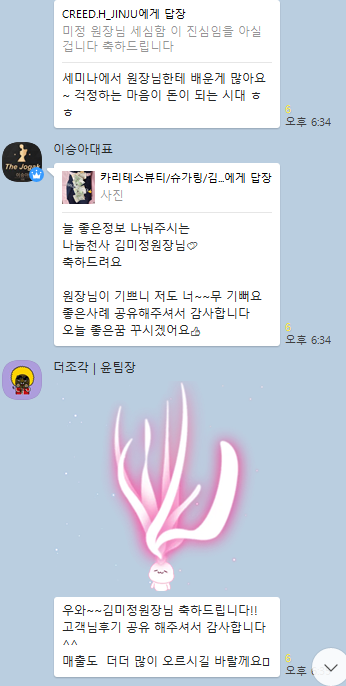 CREED.H_JINJU에게 답장
미정 원장님 세심함 이 진심임을 아실
겁니다 축하드립니다
세미나에서 원장님한테 배운게 많아요
~ 걱정하는 마음이 돈이 되는 시대 ㅎ
ㅎ
6
오후 6:34
이승아대표
The Jogak
카리테스뷰티/슈가링/김...에게 답장
사진
늘 좋은정보 나눠주시는
나눔천사 김미정원장님♡
축하드려요
원장님이 기쁘니 저도 너~~무 기뻐요
좋은사례 공유해주셔서 감사합니다
오늘 좋은꿈 꾸시겠어요👍
6
오후 6:34
더조각 | 윤팀장
우와~~김미정원장님 축하드립니다!!
고객님후기 공유 해주셔서 감사합니다
^^
매출도 더더 많이 오르시길 바랄께요
6
오후